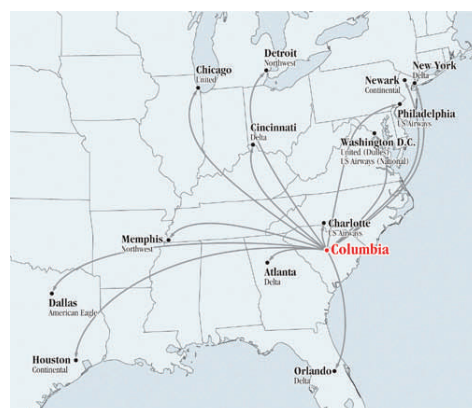 Detroit
Northwest
Chicago
United
New York
Delta
Newark
Continental
Philadelphia
US Airways
Cincinnati
Delta
Washington D.C.
United (Dulles)
US Airways (National)
Charlotte
US Airways
Memphis
Northwest
Columbia
Atlanta
Delta
Dallas
American Eagle
Houston
Continental
Orlando
Delta